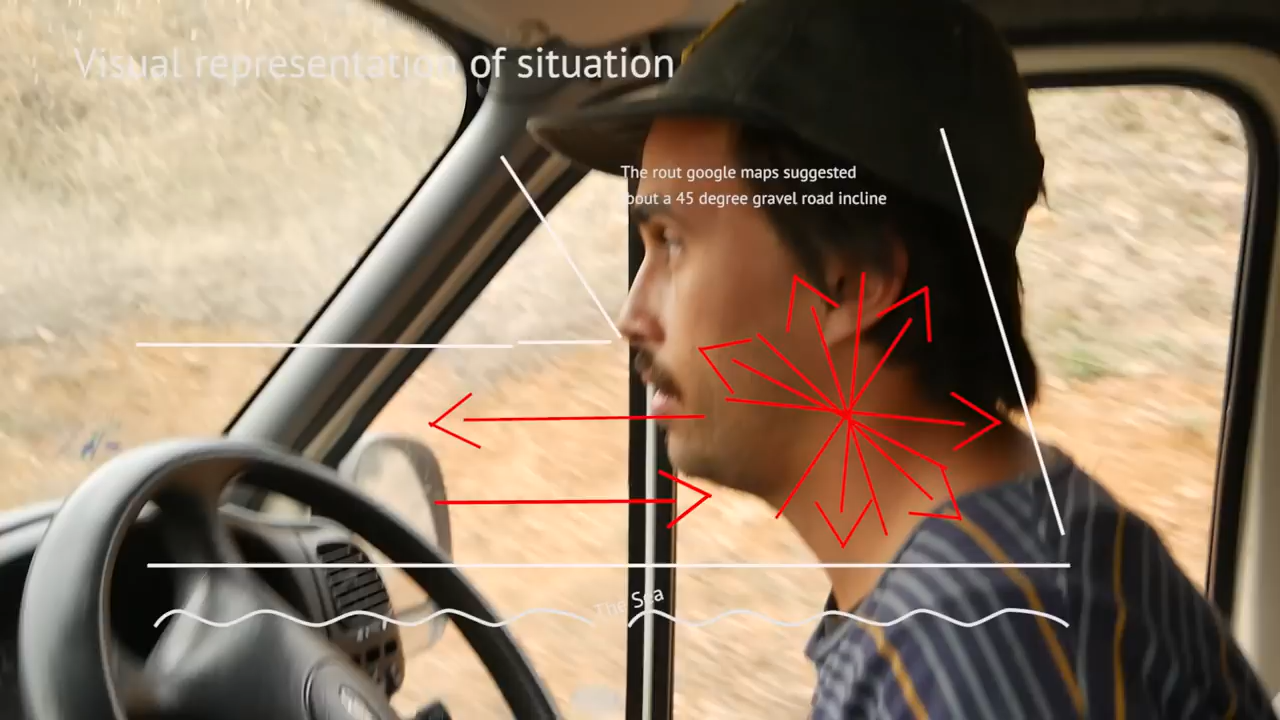 Visual representation of situation
The rout google maps suggested
bout a 45 degree gravel road incline
The Sea